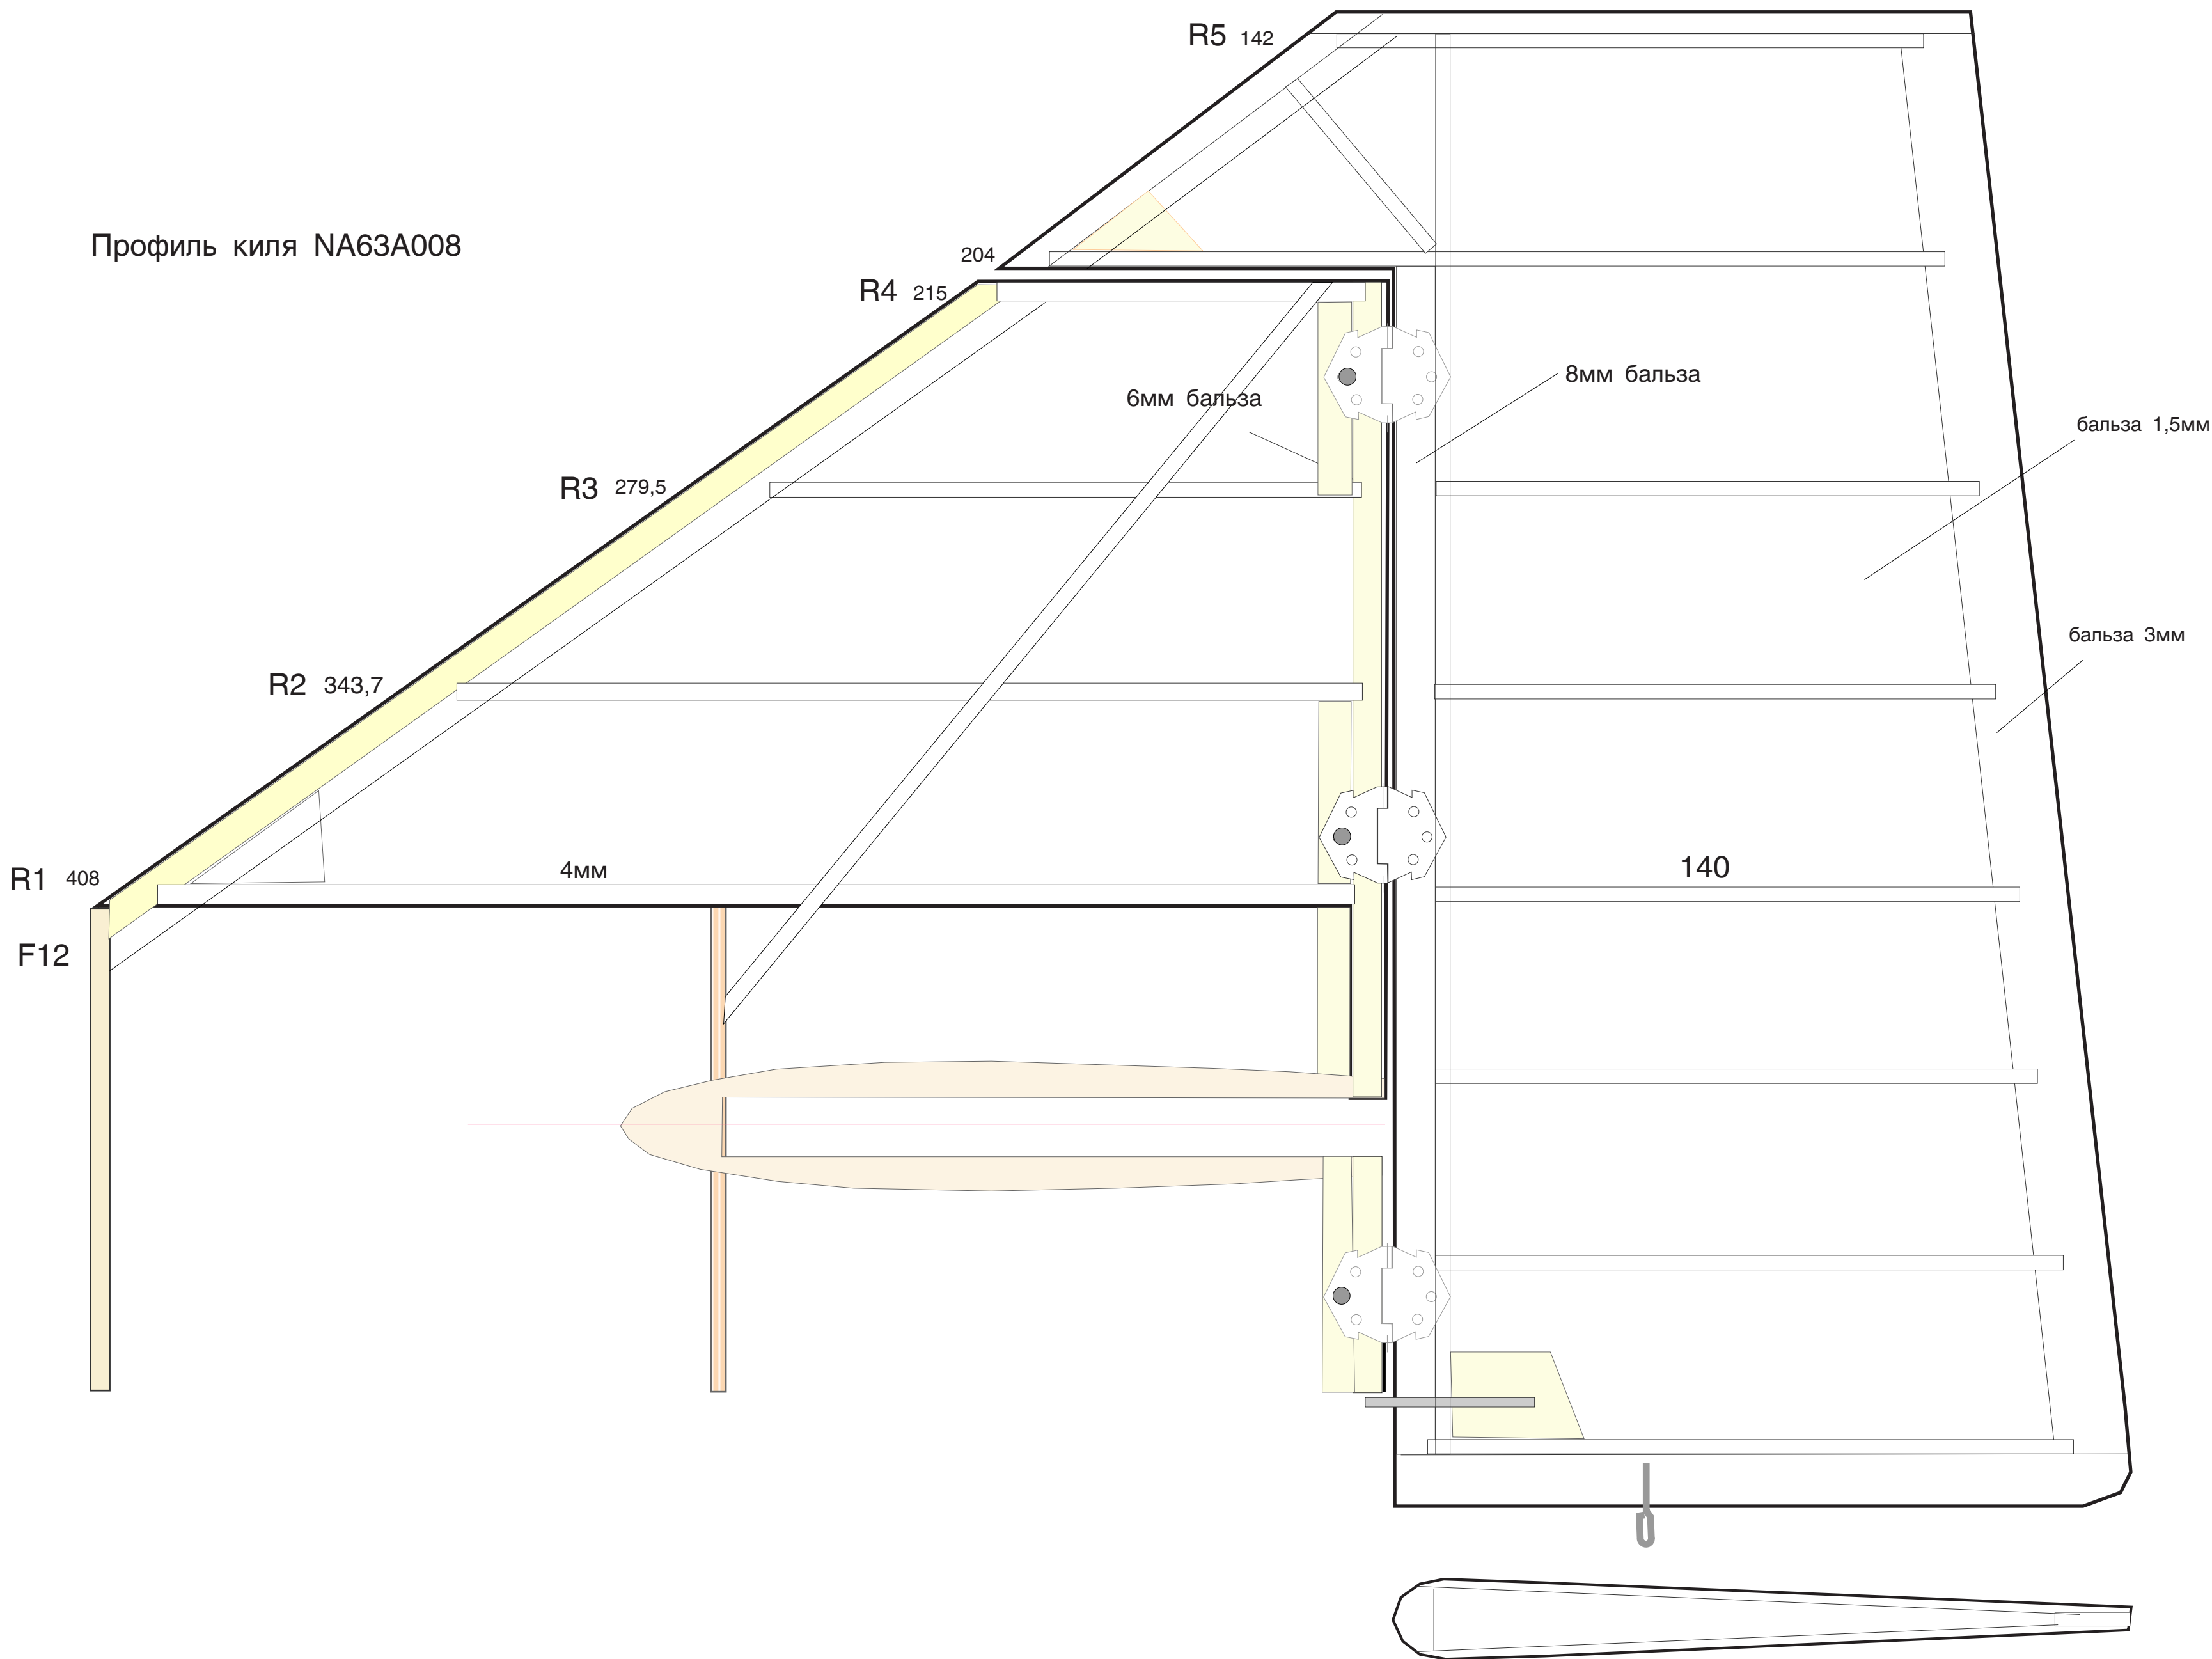 R5 142
Профиль киля NA63A008
204
R4 215
6мм бальза
8мм бальза
бальза 1,5мм
R3 279,5
бальза 3мм
R2 343,7
R1 408
4мм
140
F12